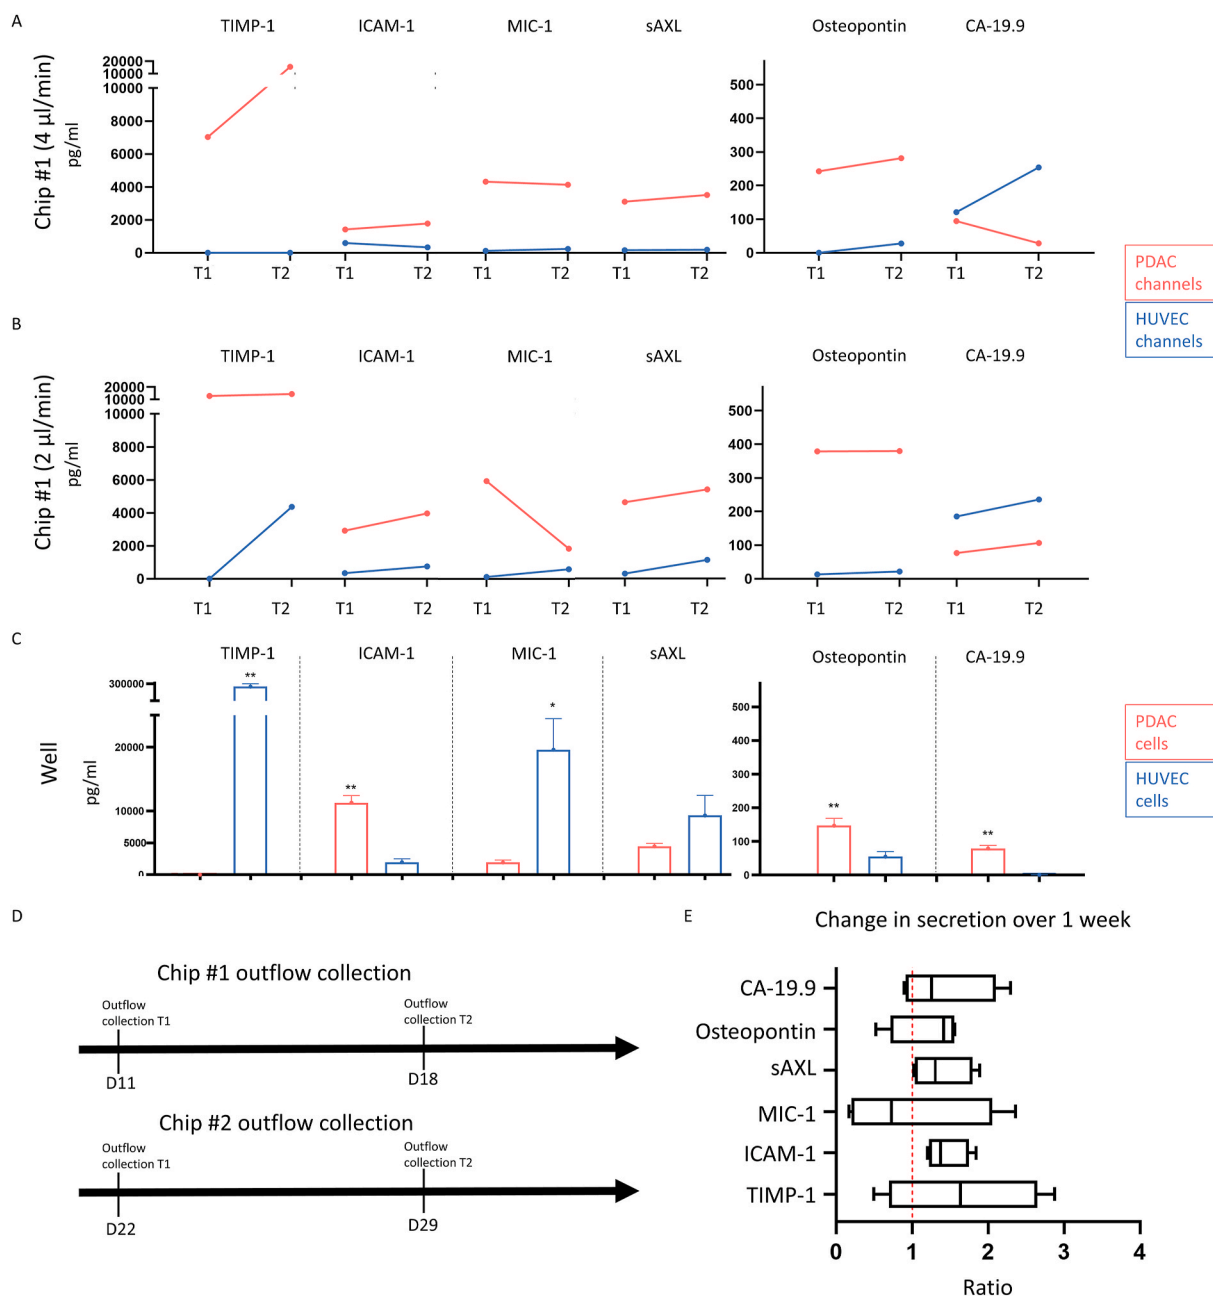 A
TIMP-1 ICAM-1 MIC-1 sAXL Osteopontin CA-19.9
Chip #1 (4 µl/min)
pg/ml
20000
10000
10000
8000
6000
4000
2000
0
T1 T2 T1 T2 T1 T2 T1 T2
500
400
300
200
100
0
T1 T2 T1 T2
PDAC
channels
HUVEC
channels
B
TIMP-1 ICAM-1 MIC-1 sAXL Osteopontin CA-19.9
Chip #1 (2 µl/min)
pg/ml
20000
10000
10000
8000
6000
4000
2000
0
T1 T2 T1 T2 T1 T2 T1 T2
500
400
300
200
100
0
T1 T2 T1 T2
C
TIMP-1 ICAM-1 MIC-1 sAXL Osteopontin CA-19.9
Well
pg/ml
300000
20000
10000
5000
0
** ** *
500
400
300
200
100
0
** **
PDAC
cells
HUVEC
cells
D
Chip #1 outflow collection
Outflow
collection T1
Outflow
collection T2
D11 D18
Chip #2 outflow collection
Outflow
collection T1
Outflow
collection T2
D22 D29
E
Change in secretion over 1 week
CA-19.9
Osteopontin
sAXL
MIC-1
ICAM-1
TIMP-1
0 1 2 3 4
Ratio